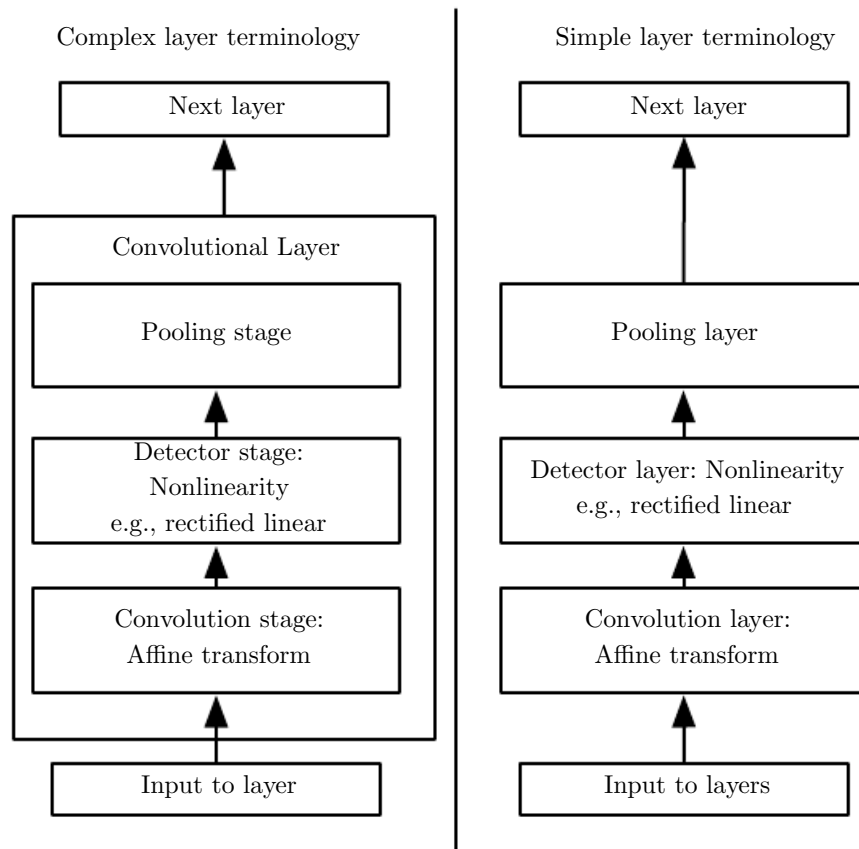 Complex layer terminology
Next layer
Convolutional Layer
Pooling stage
Detector stage:
Nonlinearity
e.g., rectified linear
Convolution stage:
Affine transform
Input to layer
Simple layer terminology
Next layer
Pooling layer
Detector layer: Nonlinearity
e.g., rectified linear
Convolution layer:
Affine transform
Input to layers